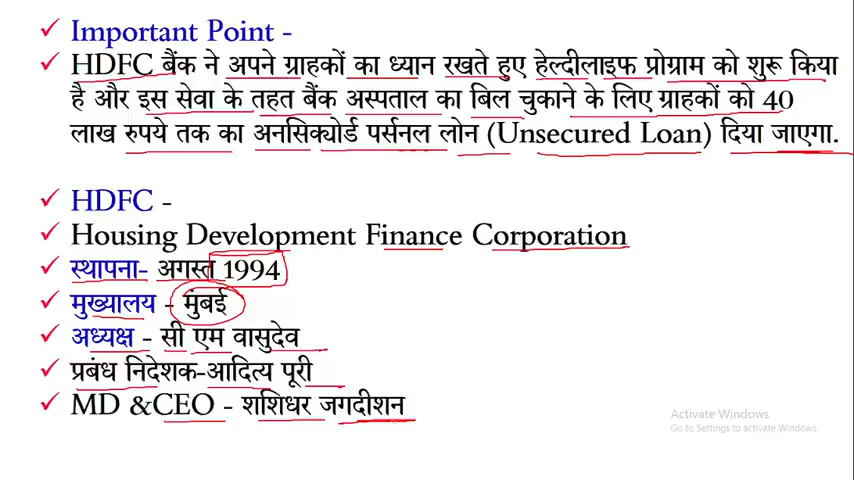 Important Point -
HDFC बैंक ने अपने ग्राहकों का ध्यान रखते हुए हेल्दीलाइफ प्रोग्राम को शुरू किया
है और इस सेवा के तहत बैंक अस्पताल का बिल चुकाने के लिए ग्राहकों को 40
लाख रुपये तक का अनसिक्योर्ड पर्सनल लोन (Unsecured Loan) दिया जाएगा.
HDFC -
Housing Development Finance Corporation
स्थापना- अगस्त 1994
मुख्यालय - मुंबई
अध्यक्ष - सी एम वासुदेव
प्रबंध निदेशक-आदित्य पूरी
MD &CEO - शशिधर जगदीशन
Activate Windows
Go to Settings to activate Windows.